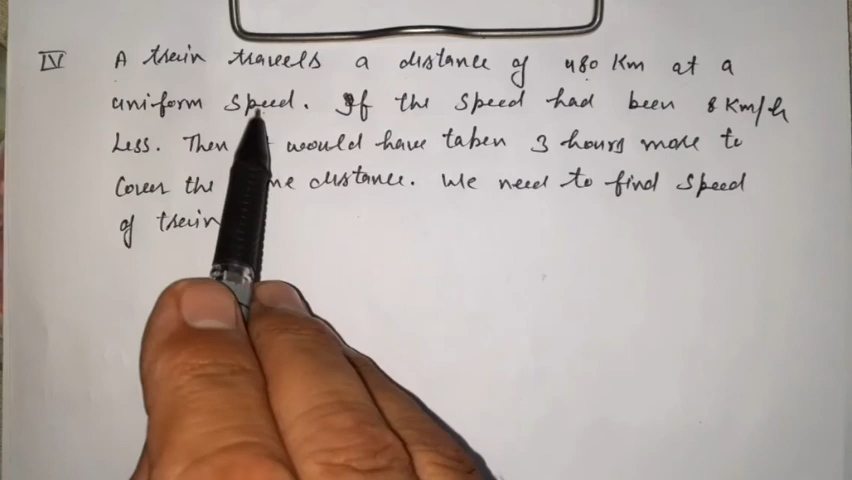 IV A train travels a distance of 480 Km at a
uniform speed. If the speed had been 8 Km/h
less. Then would have taken 3 hours more to
Cover the distance. We need to find speed
of train